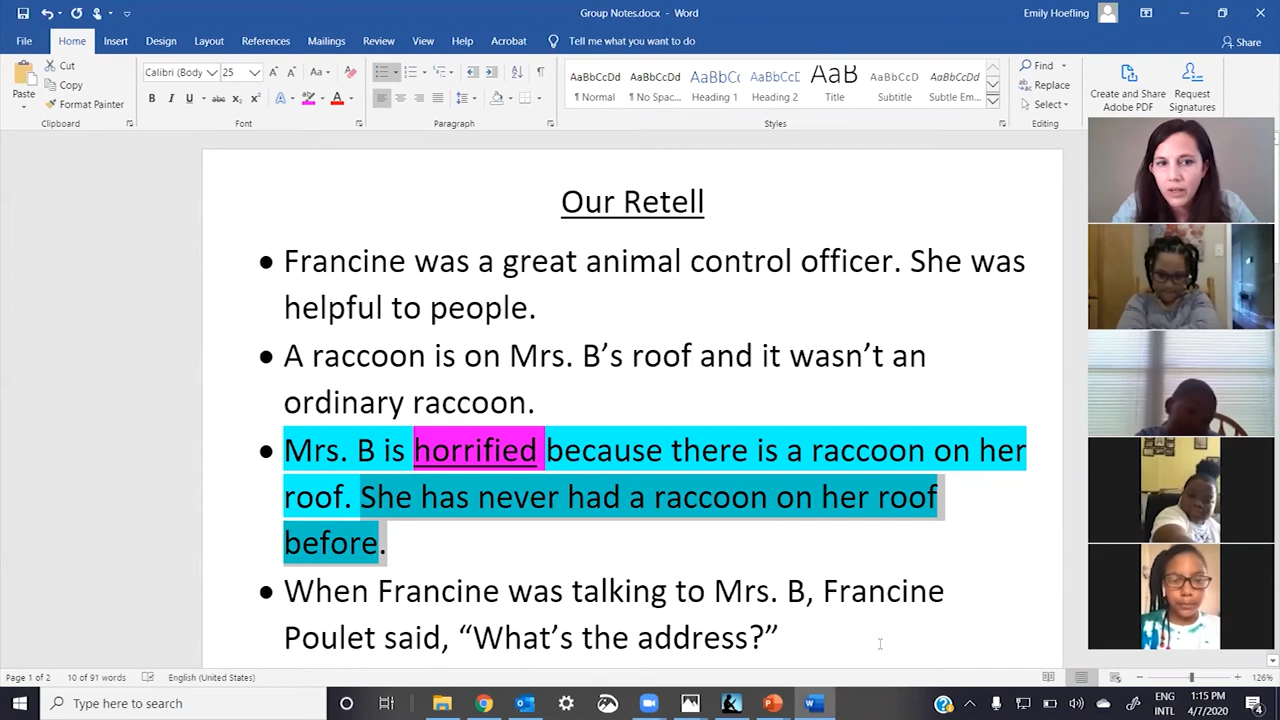 Group Notes.docx - Word
Emily Hoefling
File Home Insert Design Layout References Mailings Review View Help Acrobat Tell me what you want to do Share
Paste
Cut
Copy
Format Painter
Calibri (Body 25
Aa
B I U abc x2 x2 A A
AaBbCcDd AaBbCcDd AaBbCc AaBbCcD AaB AaBbCcD AaBbCcDd
¶ Normal ¶ No Spac... Heading 1 Heading 2 Title Subtitle Subtle Em...
Find
Replace
Select
Create and Share
Adobe PDF
Request
Signatures
Clipboard Font Paragraph Styles Editing
Our Retell
• Francine was a great animal control officer. She was
helpful to people.
• A raccoon is on Mrs. B’s roof and it wasn’t an
ordinary raccoon.
• Mrs. B is horrified because there is a raccoon on her
roof. She has never had a raccoon on her roof
before.
• When Francine was talking to Mrs. B, Francine
Poulet said, “What’s the address?”
Page 1 of 2 10 of 91 words English (United States) 126%
Type here to search
ENG
INTL
1:15 PM
4/7/2020
4